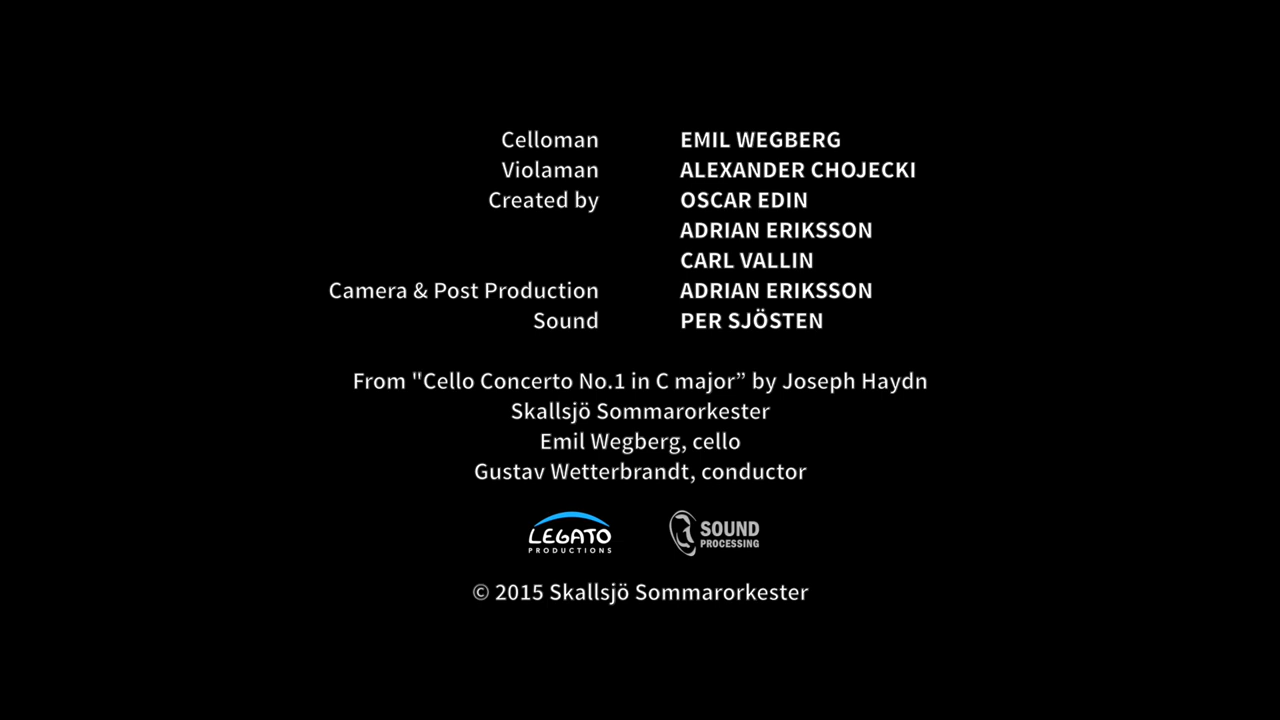 Celloman EMIL WEGBERG
Violaman ALEXANDER CHOJECKI
Created by OSCAR EDIN
ADRIAN ERIKSSON
CARL VALLIN
Camera & Post Production ADRIAN ERIKSSON
Sound PER SJÖSTEN
From "Cello Concerto No.1 in C major” by Joseph Haydn
Skallsjö Sommarorkester
Emil Wegberg, cello
Gustav Wetterbrandt, conductor
LEGATO
PRODUCTIONS
SOUND
PROCESSING
© 2015 Skallsjö Sommarorkester